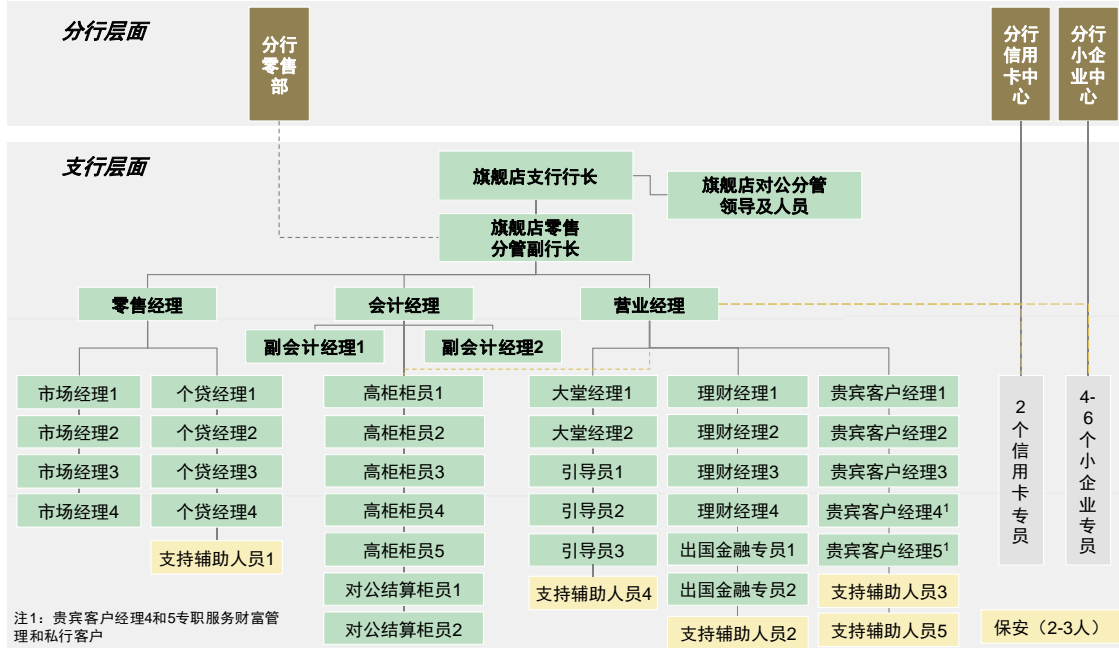 分行层面
分行
零售
部
分行
信用
卡中
心
分行
小企
业中
心
支行层面
旗舰店支行行长
旗舰店对公分管
领导及人员
旗舰店零售
分管副行长
零售经理
会计经理
营业经理
副会计经理1
副会计经理2
市场经理1
市场经理2
市场经理3
市场经理4
个贷经理1
个贷经理2
个贷经理3
个贷经理4
支持辅助人员1
高柜柜员1
高柜柜员2
高柜柜员3
高柜柜员4
高柜柜员5
对公结算柜员1
对公结算柜员2
大堂经理1
大堂经理2
引导员1
引导员2
引导员3
支持辅助人员4
理财经理1
理财经理2
理财经理3
理财经理4
出国金融专员1
出国金融专员2
支持辅助人员2
贵宾客户经理1
贵宾客户经理2
贵宾客户经理3
贵宾客户经理4¹
贵宾客户经理5¹
支持辅助人员3
支持辅助人员5
2个信用卡专员
4-6个小企业专员
保安（2-3人）
注1：贵宾客户经理4和5专职服务财富管
理和私行客户